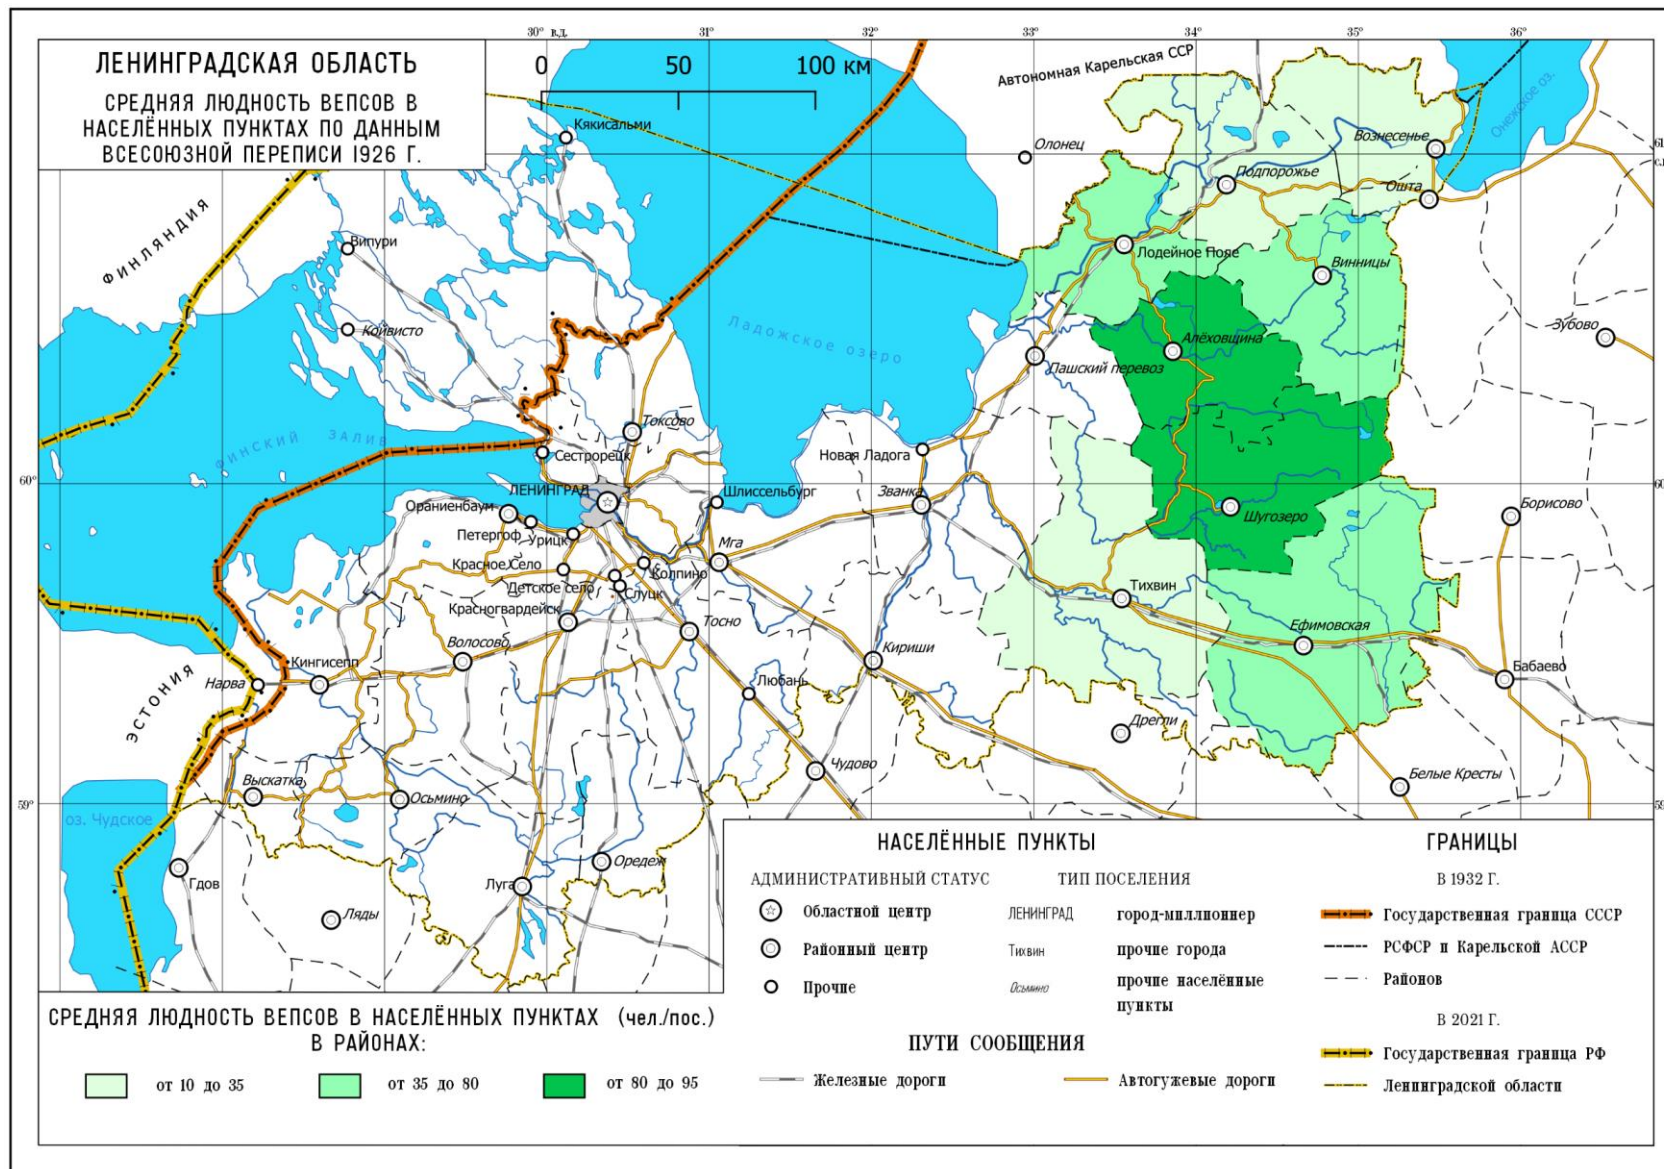 ЛЕНИНГРАДСКАЯ ОБЛАСТЬ
СРЕДНЯЯ ЛЮДНОСТЬ ВЕПСОВ В
НАСЕЛЁННЫХ ПУНКТАХ ПО ДАННЫМ
ВСЕСОЮЗНОЙ ПЕРЕПИСИ 1926 Г.
30° в.д.
31°
32°
33°
34°
35°
36°
0
50
100 КМ
Автономная Карельская ССР
Онежское оз.
Кякисальми
Олонец
Вознесенье
61°
Подпорожье
Ошта
ФИНЛЯНДИЯ
Випури
Лодейное Поле
Винницы
Койвисто
Ладожское озеро
Зубово
Алёховщина
Пашский перевоз
Токсово
ФИНСКИЙ ЗАЛИВ
Сестрорецк
Новая Ладога
60°
ЛЕНИНГРАД
Шлиссельбург
Званка
Ораниенбаум
Борисово
Шугозеро
Петергоф
Урицк
Мга
Красное Село
Колпино
Детское село
Слуцк
Тихвин
Красногвардейск
Тосно
Ефимовская
Волосово
Кириши
Кингисепп
Бабаево
Нарва
Любань
ЭСТОНИЯ
Дрегли
Чудово
Выскатка
Белые Кресты
Осьмино
59°
оз. Чудское
Оредеж
Гдов
Луга
Ляды
НАСЕЛЁННЫЕ ПУНКТЫ
ГРАНИЦЫ
АДМИНИСТРАТИВНЫЙ СТАТУС
ТИП ПОСЕЛЕНИЯ
В 1932 Г.
Областной центр
ЛЕНИНГРАД
город-миллионер
Государственная граница СССР
Районный центр
Тихвин
прочие города
РСФСР и Карельской АССР
Прочие
Осьмино
прочие населённые
пункты
Районов
СРЕДНЯЯ ЛЮДНОСТЬ ВЕПСОВ В НАСЕЛЁННЫХ ПУНКТАХ (чел./пос.)
В РАЙОНАХ:
В 2021 Г.
ПУТИ СООБЩЕНИЯ
Государственная граница РФ
от 10 до 35
от 35 до 80
от 80 до 95
Железные дороги
Автогужевые дороги
Ленинградской области